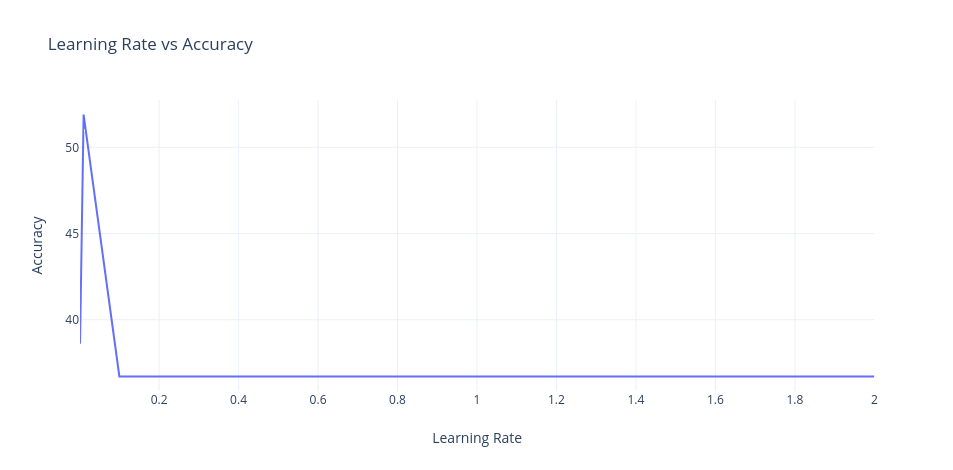 Learning Rate vs Accuracy
50
45
40
Accuracy
0.2 0.4 0.6 0.8 1 1.2 1.4 1.6 1.8 2
Learning Rate